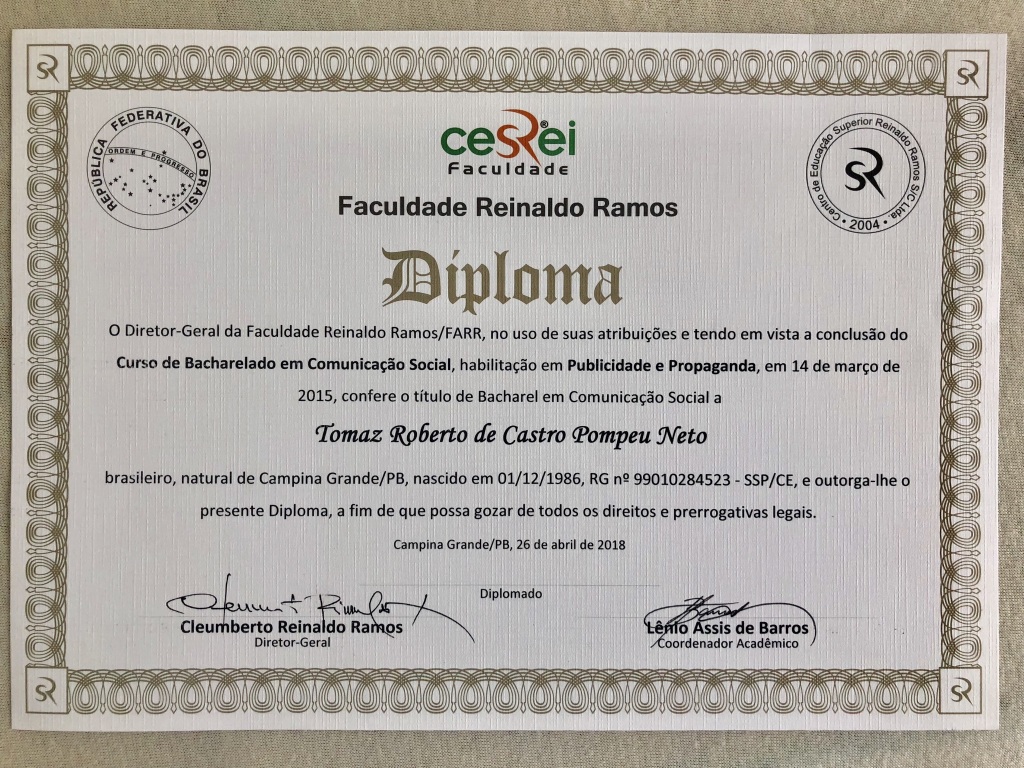 REPÚBLICA FEDERATIVA DO BRASIL
ORDEM E PROGRESSO
ceSRei®
Faculdade
Centro de Educação Superior Reinaldo Ramos S/C Ltda
SR
• 2004 •
Faculdade Reinaldo Ramos
Diploma
O Diretor-Geral da Faculdade Reinaldo Ramos/FARR, no uso de suas atribuições e tendo em vista a conclusão do
Curso de Bacharelado em Comunicação Social, habilitação em Publicidade e Propaganda, em 14 de março de
2015, confere o título de Bacharel em Comunicação Social a
Tomaz Roberto de Castro Pompeu Neto
brasileiro, natural de Campina Grande/PB, nascido em 01/12/1986, RG nº 99010284523 - SSP/CE, e outorga-lhe o
presente Diploma, a fim de que possa gozar de todos os direitos e prerrogativas legais.
Campina Grande/PB, 26 de abril de 2018
Diplomado
Cleumberto Reinaldo Ramos
Diretor-Geral
Lênio Assis de Barros
Coordenador Acadêmico